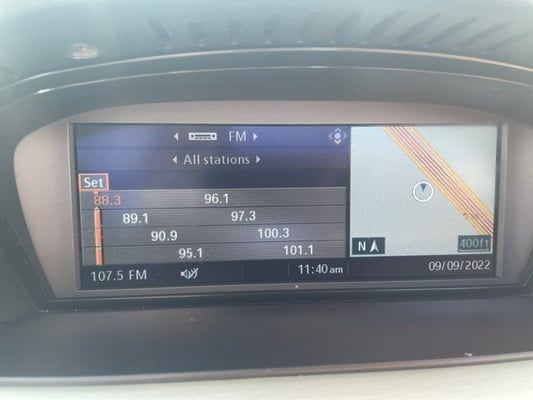 FM
All stations
Set
88.3 96.1
89.1 97.3
90.9 100.3
95.1 101.1
N 400ft
107.5 FM 11:40 am 09/09/2022